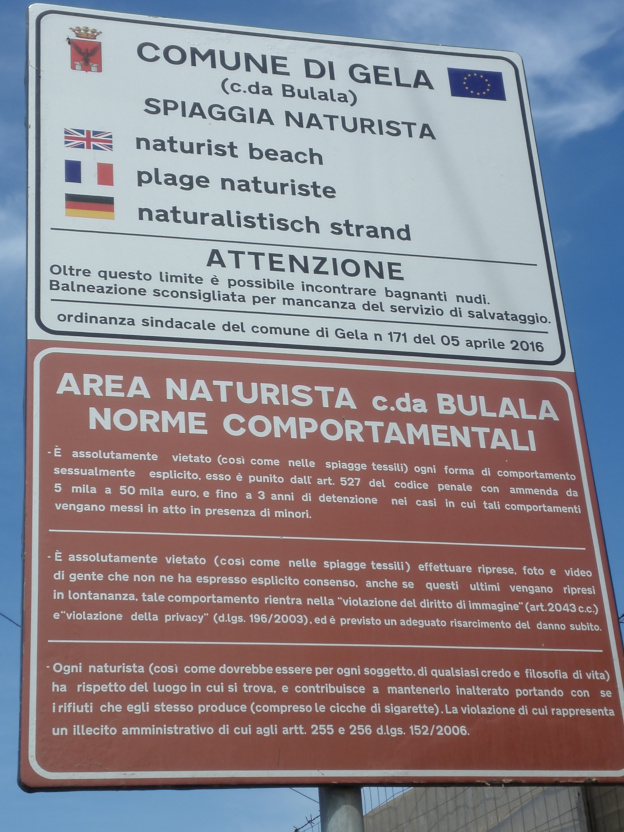 COMUNE DI GELA
(c.da Bulala)
SPIAGGIA NATURISTA
naturist beach
plage naturiste
naturalistisch strand
ATTENZIONE
Oltre questo limite è possibile incontrare bagnanti nudi.
Balneazione sconsigliata per mancanza del servizio di salvataggio.
ordinanza sindacale del comune di Gela n 171 del 05 aprile 2016
AREA NATURISTA c.da BULALA
NORME COMPORTAMENTALI
- È assolutamente vietato (così come nelle spiagge tessili) ogni forma di comportamento
sessualmente esplicito, esso è punito dall' art. 527 del codice penale con ammenda da
5 mila a 50 mila euro, e fino a 3 anni di detenzione nei casi in cui tali comportamenti
vengano messi in atto in presenza di minori.
- È assolutamente vietato (così come nelle spiagge tessili) effettuare riprese, foto e video
di gente che non ne ha espresso esplicito consenso, anche se questi ultimi vengano ripresi
in lontananza, tale comportamento rientra nella "violazione del diritto di immagine" (art. 2043 c.c.)
e "violazione della privacy" (d.lgs. 196/2003), ed é previsto un adeguato risarcimento del danno subito.
- Ogni naturista (così come dovrebbe essere per ogni soggetto, di qualsiasi credo e filosofia di vita)
ha rispetto del luogo in cui si trova, e contribuisce a mantenerlo inalterato portando con se
i rifiuti che egli stesso produce (compreso le cicche di sigarette). La violazione di cui rappresenta
un illecito amministrativo di cui agli artt. 255 e 256 d.lgs. 152/2006.